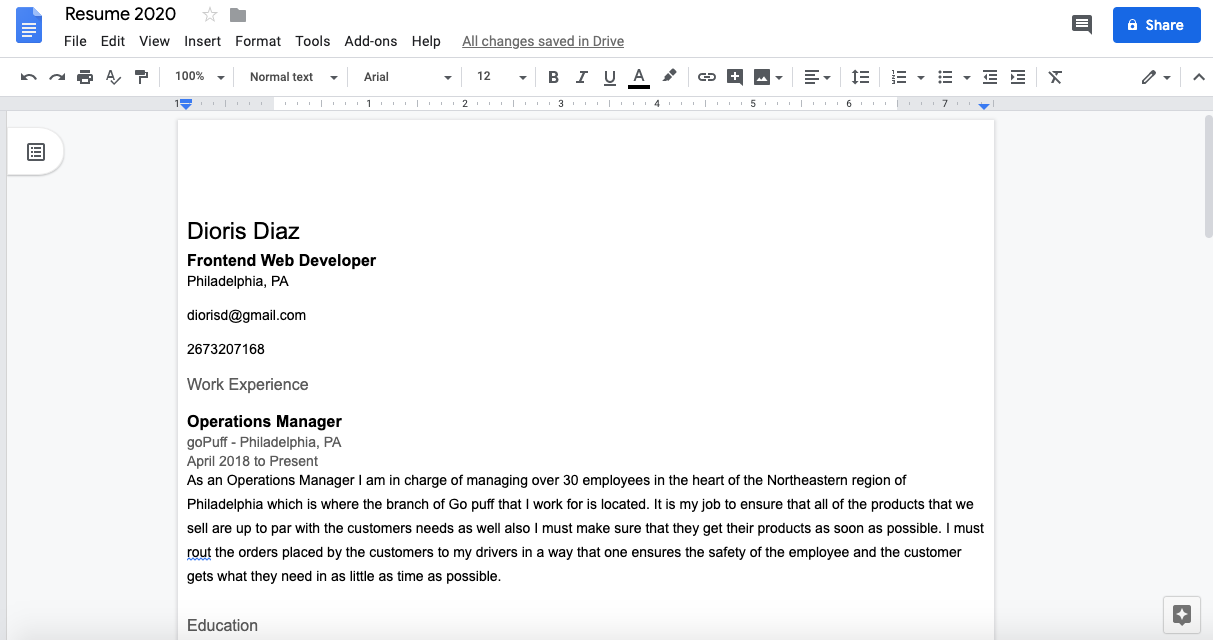 Resume 2020
File Edit View Insert Format Tools Add-ons Help All changes saved in Drive
Share
100% Normal text Arial 12 B I U A
1 1 2 3 4 5 6 7
Dioris Diaz
Frontend Web Developer
Philadelphia, PA
diorisd@gmail.com
2673207168
Work Experience
Operations Manager
goPuff - Philadelphia, PA
April 2018 to Present
As an Operations Manager I am in charge of managing over 30 employees in the heart of the Northeastern region of
Philadelphia which is where the branch of Go puff that I work for is located. It is my job to ensure that all of the products that we
sell are up to par with the customers needs as well also I must make sure that they get their products as soon as possible. I must
rout the orders placed by the customers to my drivers in a way that one ensures the safety of the employee and the customer
gets what they need in as little as time as possible.
Education